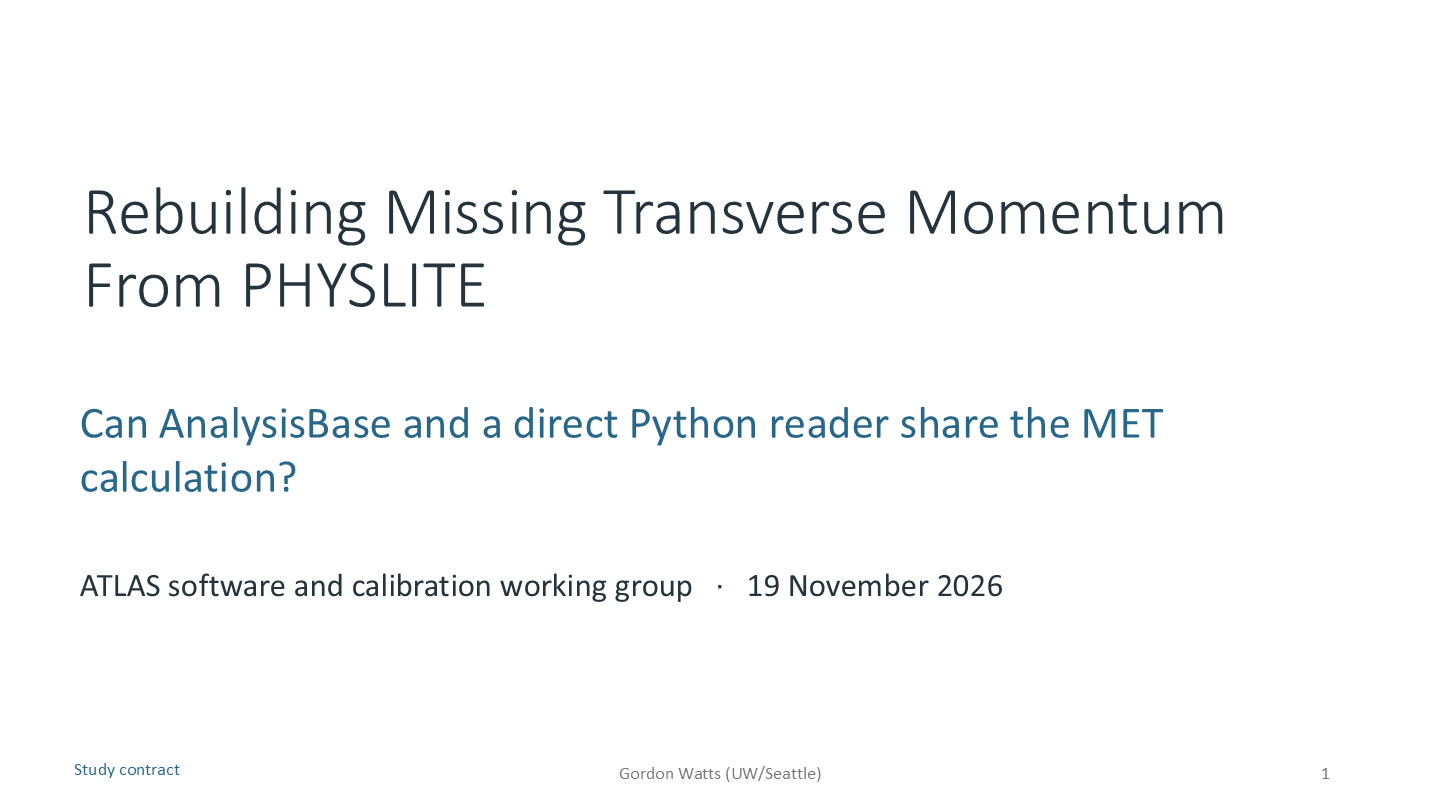 Rebuilding Missing Transverse Momentum
From PHYSLITE
Can AnalysisBase and a direct Python reader share the MET
calculation?
ATLAS software and calibration working group · 19 November 2026
Study contract
Gordon Watts (UW/Seattle)
1